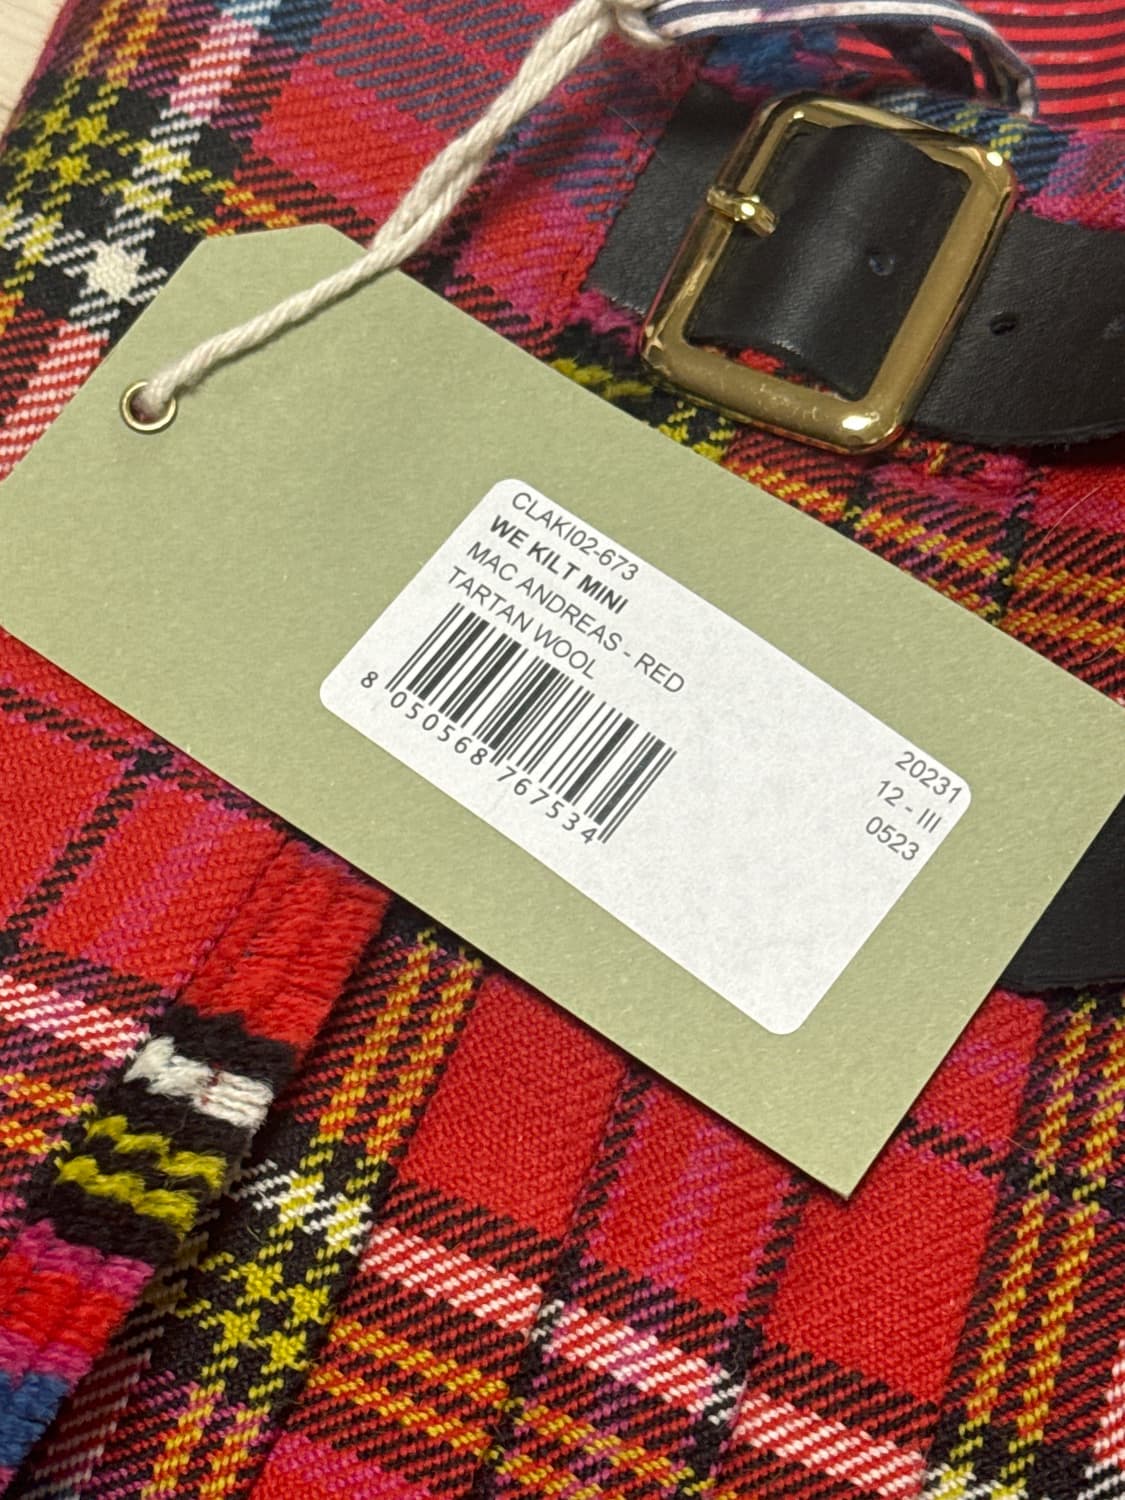 CLAKI02-673
WE KILT MINI
MAC ANDREAS - RED
TARTAN WOOL
8 050568 767534
20231
12 - III
0523